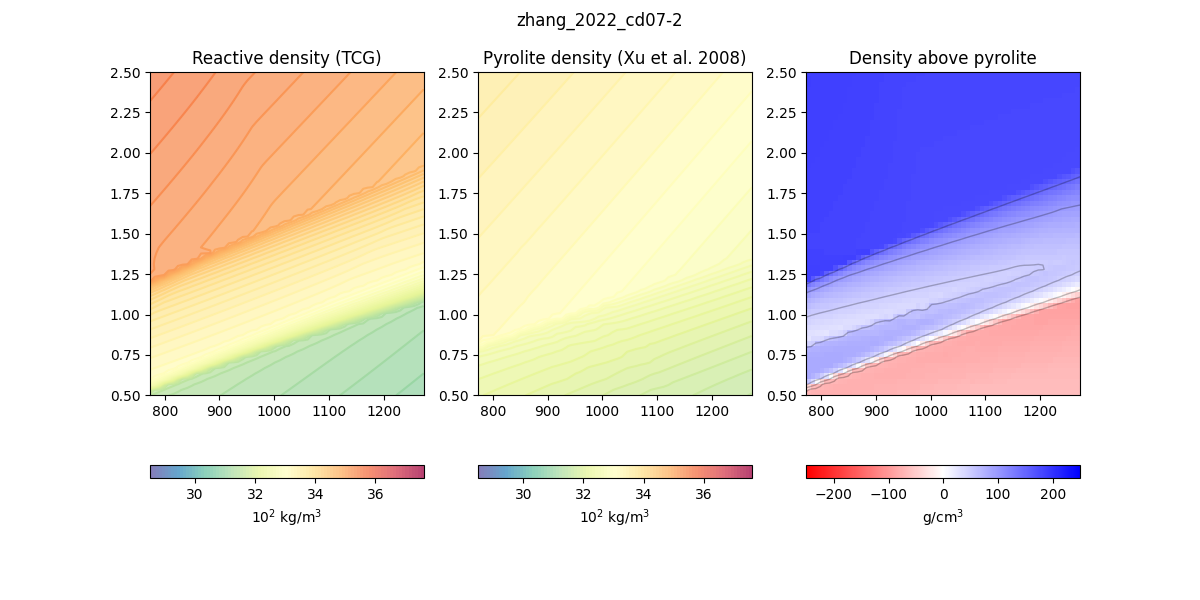 zhang_2022_cd07-2
Reactive density (TCG)
Pyrolite density (Xu et al. 2008)
Density above pyrolite
2.50
2.25
2.00
1.75
1.50
1.25
1.00
0.75
0.50
800 900 1000 1100 1200
2.50
2.25
2.00
1.75
1.50
1.25
1.00
0.75
0.50
800 900 1000 1100 1200
2.50
2.25
2.00
1.75
1.50
1.25
1.00
0.75
0.50
800 900 1000 1100 1200
30 32 34 36
10² kg/m³
30 32 34 36
10² kg/m³
−200 −100 0 100 200
g/cm³